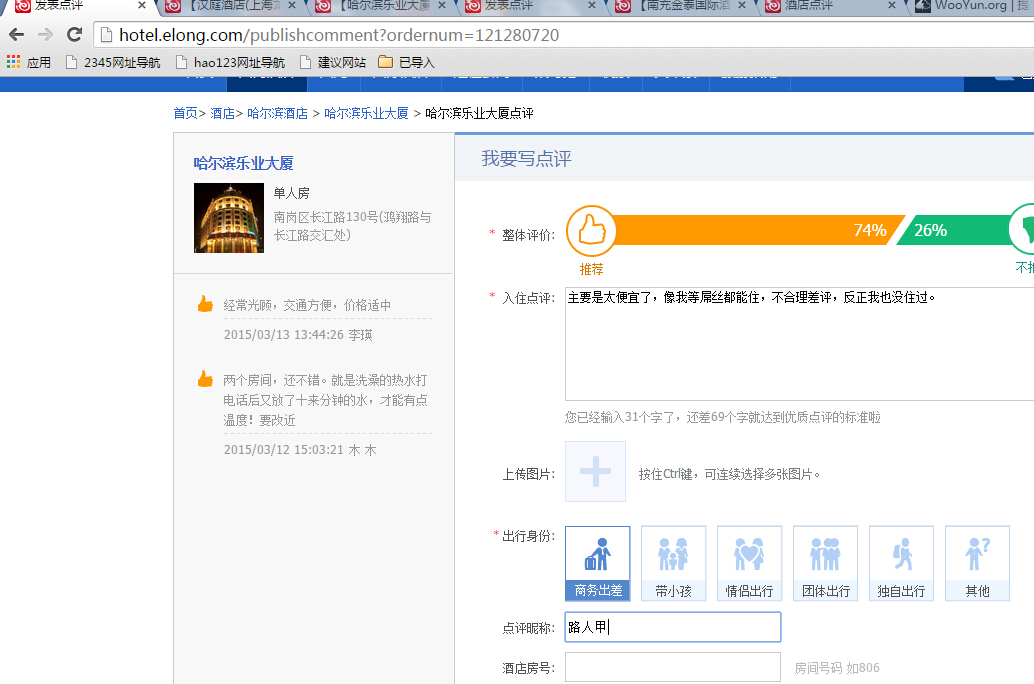 发表点评
【汉庭酒店(上海
【哈尔滨乐业大
发表点评
【南充金泰国际酒
酒店点评
WooYun.org | 提
hotel.elong.com/publishcomment?ordernum=121280720
应用 2345网址导航 hao123网址导航 建议网站 已导入
首页> 酒店> 哈尔滨酒店 > 哈尔滨乐业大厦 > 哈尔滨乐业大厦点评
哈尔滨乐业大厦
单人房
南岗区长江路130号(鸿翔路与
长江路交汇处)
经常光顾，交通方便，价格适中
2015/03/13 13:44:26 李瑛
两个房间，还不错。就是洗澡的热水打
电话后又放了十来分钟的水，才能有点
温度！要改近
2015/03/12 15:03:21 木 木
我要写点评
* 整体评价:
74% 26%
推荐
不推
* 入住点评:
主要是太便宜了，像我等屌丝都能住，不合理差评，反正我也没住过。
您已经输入31个字了，还差69个字就达到优质点评的标准啦
上传图片:
按住Ctrl键，可连续选择多张图片。
* 出行身份:
商务出差 带小孩 情侣出行 团体出行 独自出行 其他
点评昵称: 路人甲
酒店房号: 房间号码 如806